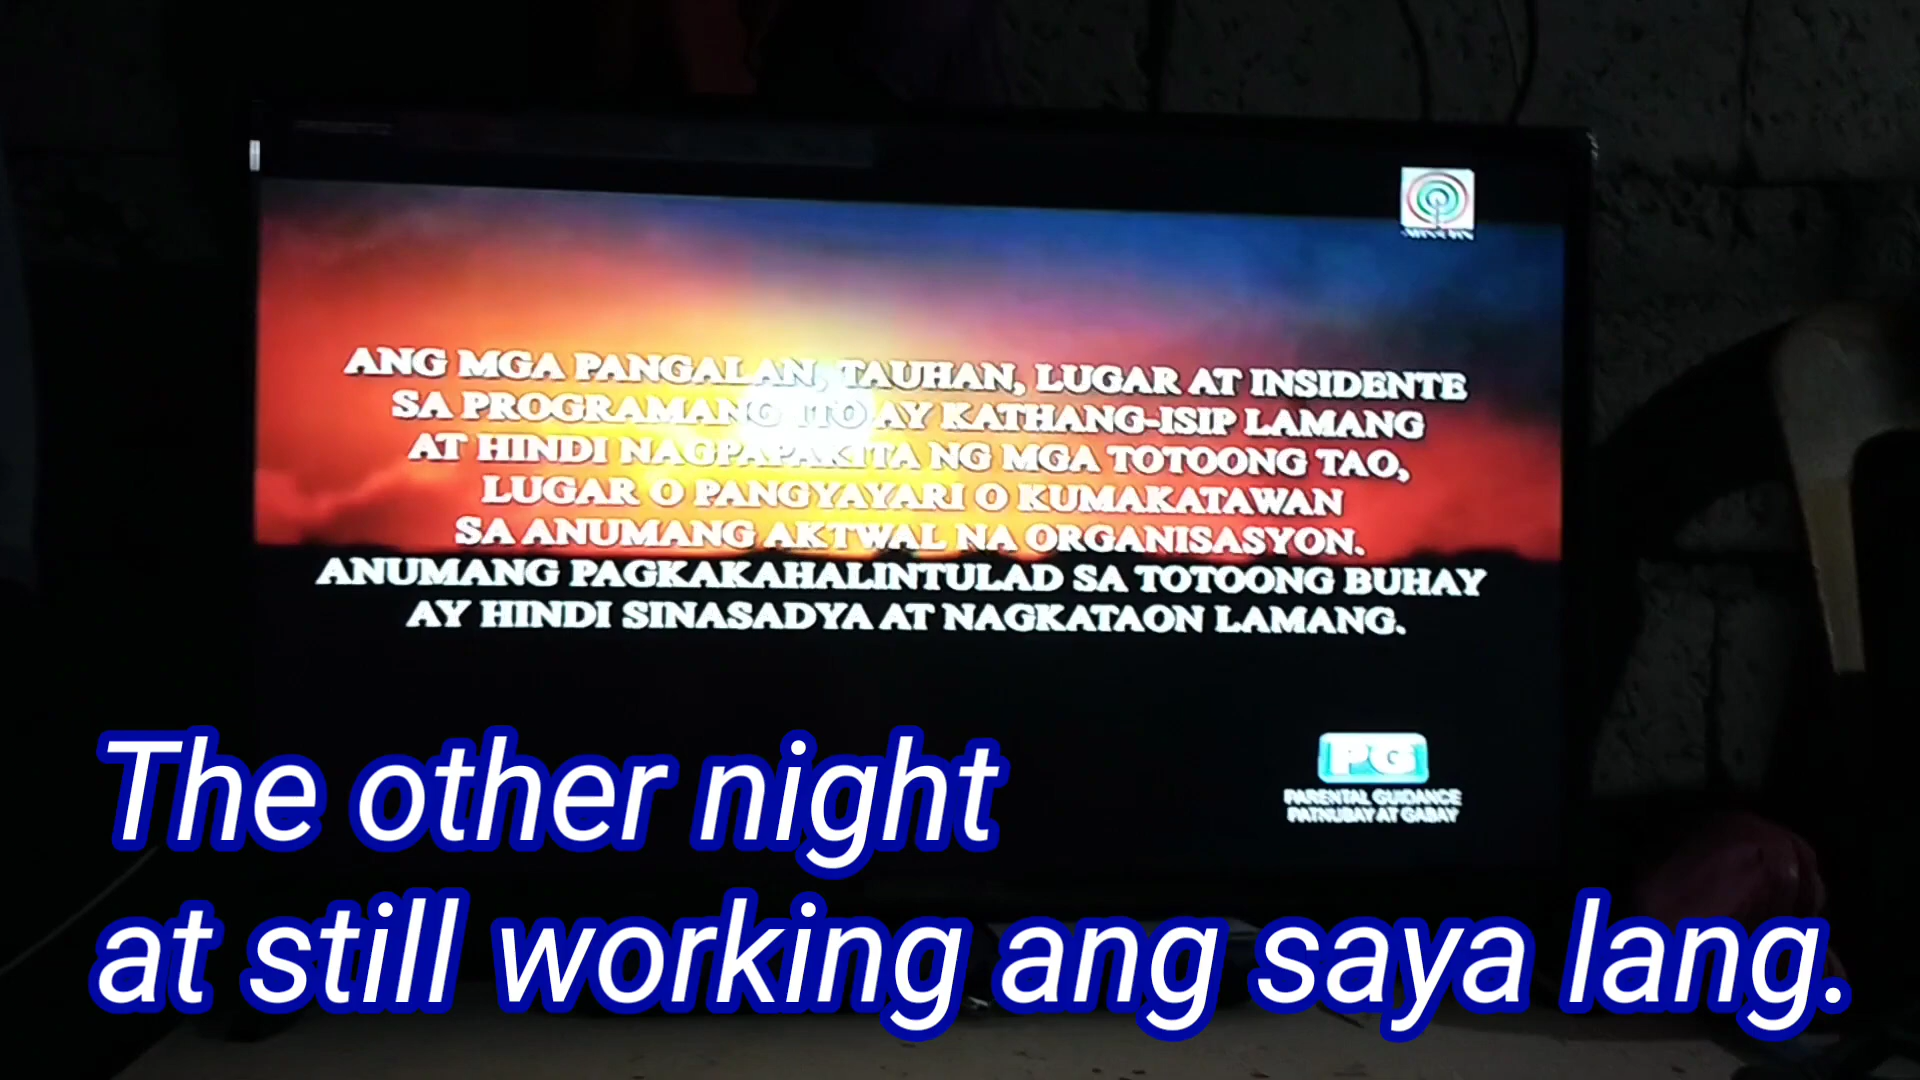 ANG MGA PANGALAN, TAUHAN, LUGAR AT INSIDENTE
SA PROGRAMANG ITO AY KATHANG-ISIP LAMANG
AT HINDI NAGPAPAKITA NG MGA TOTOONG TAO,
LUGAR O PANGYAYARI O KUMAKATAWAN
SA ANUMANG AKTWAL NA ORGANISASYON.
ANUMANG PAGKAKAHALINTULAD SA TOTOONG BUHAY
AY HINDI SINASADYA AT NAGKATAON LAMANG.
PG
PARENTAL GUIDANCE
PATNUBAY AT GABAY
The other night
at still working ang saya lang.